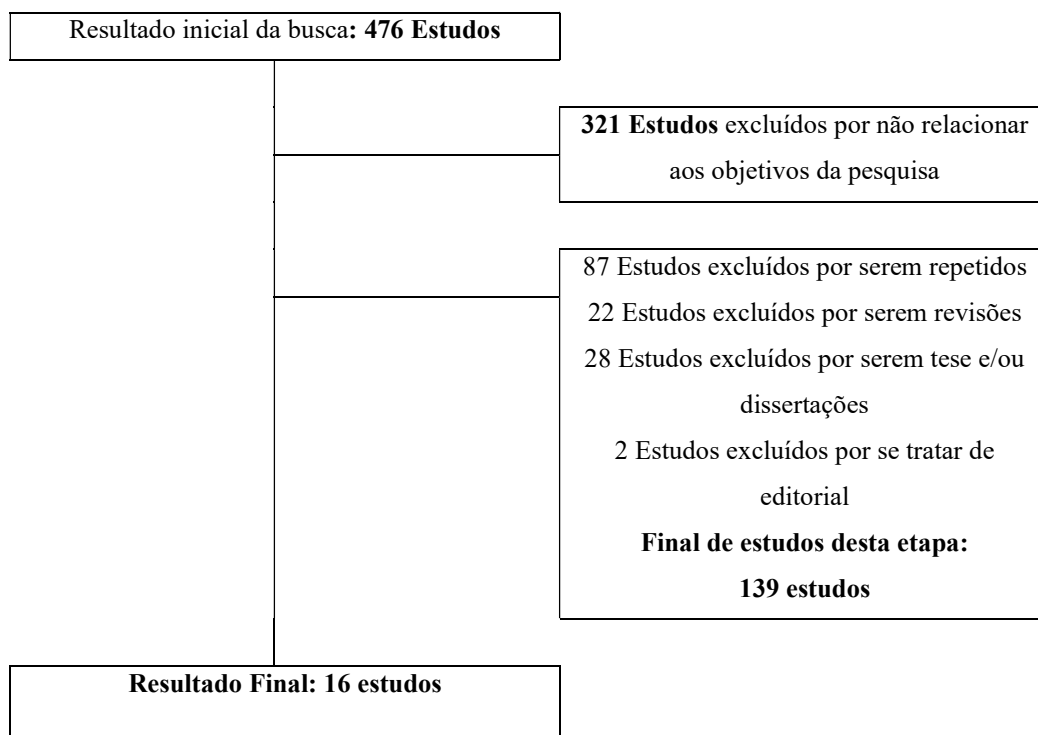 Resultado inicial da busca: 476 Estudos
321 Estudos excluídos por não relacionar
aos objetivos da pesquisa
87 Estudos excluídos por serem repetidos
22 Estudos excluídos por serem revisões
28 Estudos excluídos por serem tese e/ou
dissertações
2 Estudos excluídos por se tratar de
editorial
Final de estudos desta etapa:
139 estudos
Resultado Final: 16 estudos